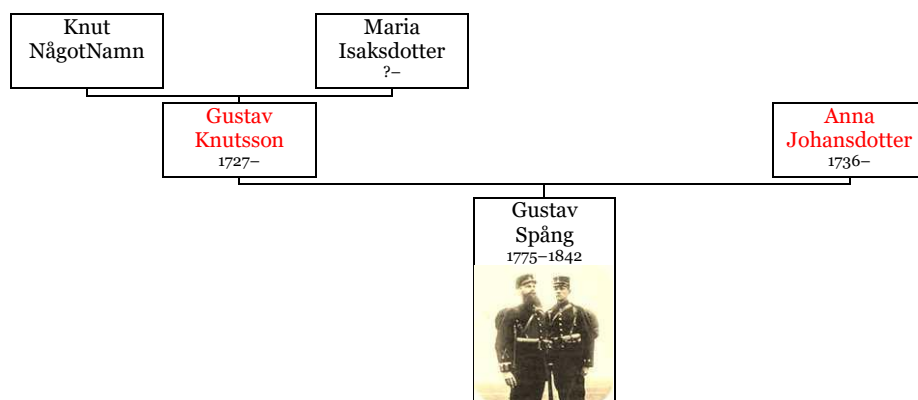 Knut
NågotNamn
Maria
Isaksdotter
?–
Gustav
Knutsson
1727–
Anna
Johansdotter
1736–
Gustav
Spång
1775–1842